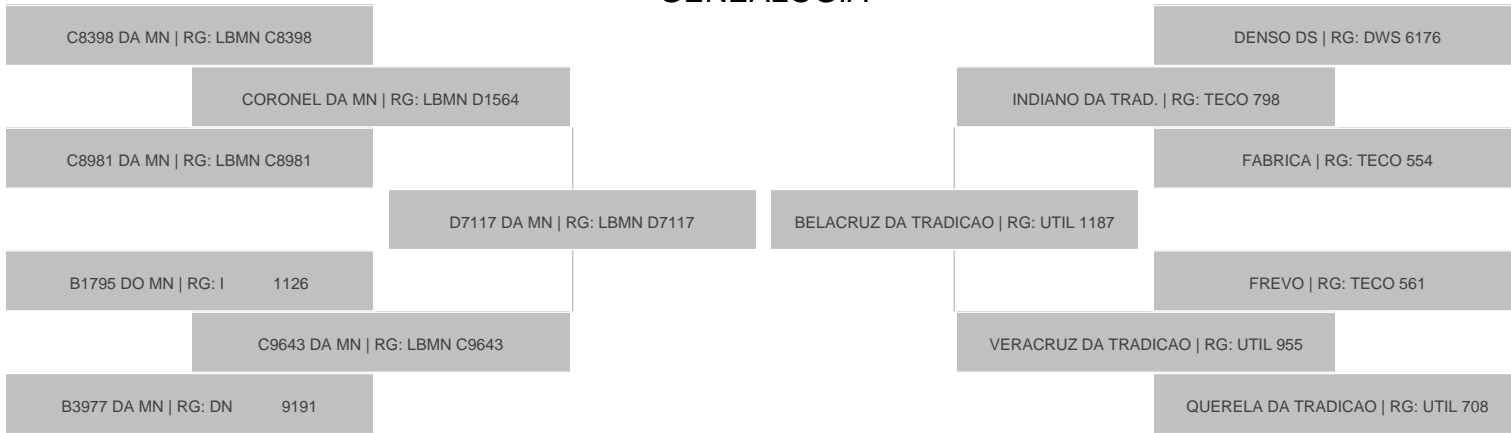 GENEALOGIA
C8398 DA MN | RG: LBMN C8398
DENSO DS | RG: DWS 6176
CORONEL DA MN | RG: LBMN D1564
INDIANO DA TRAD. | RG: TECO 798
C8981 DA MN | RG: LBMN C8981
FABRICA | RG: TECO 554
D7117 DA MN | RG: LBMN D7117
BELACRUZ DA TRADICAO | RG: UTIL 1187
B1795 DO MN | RG: I 1126
FREVO | RG: TECO 561
C9643 DA MN | RG: LBMN C9643
VERACRUZ DA TRADICAO | RG: UTIL 955
B3977 DA MN | RG: DN 9191
QUERELA DA TRADICAO | RG: UTIL 708